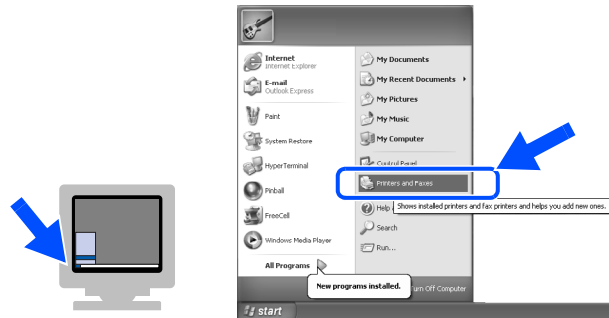 Internet
Internet Explorer
E-mail
Outlook Express
Paint
System Restore
HyperTerminal
Pinball
FreeCell
Windows Media Player
All Programs
My Documents
My Recent Documents
My Pictures
My Music
My Computer
Control Panel
Printers and Faxes
Help
Shows installed printers and fax printers and helps you add new ones.
Search
Run...
New programs installed.
Turn Off Computer
start